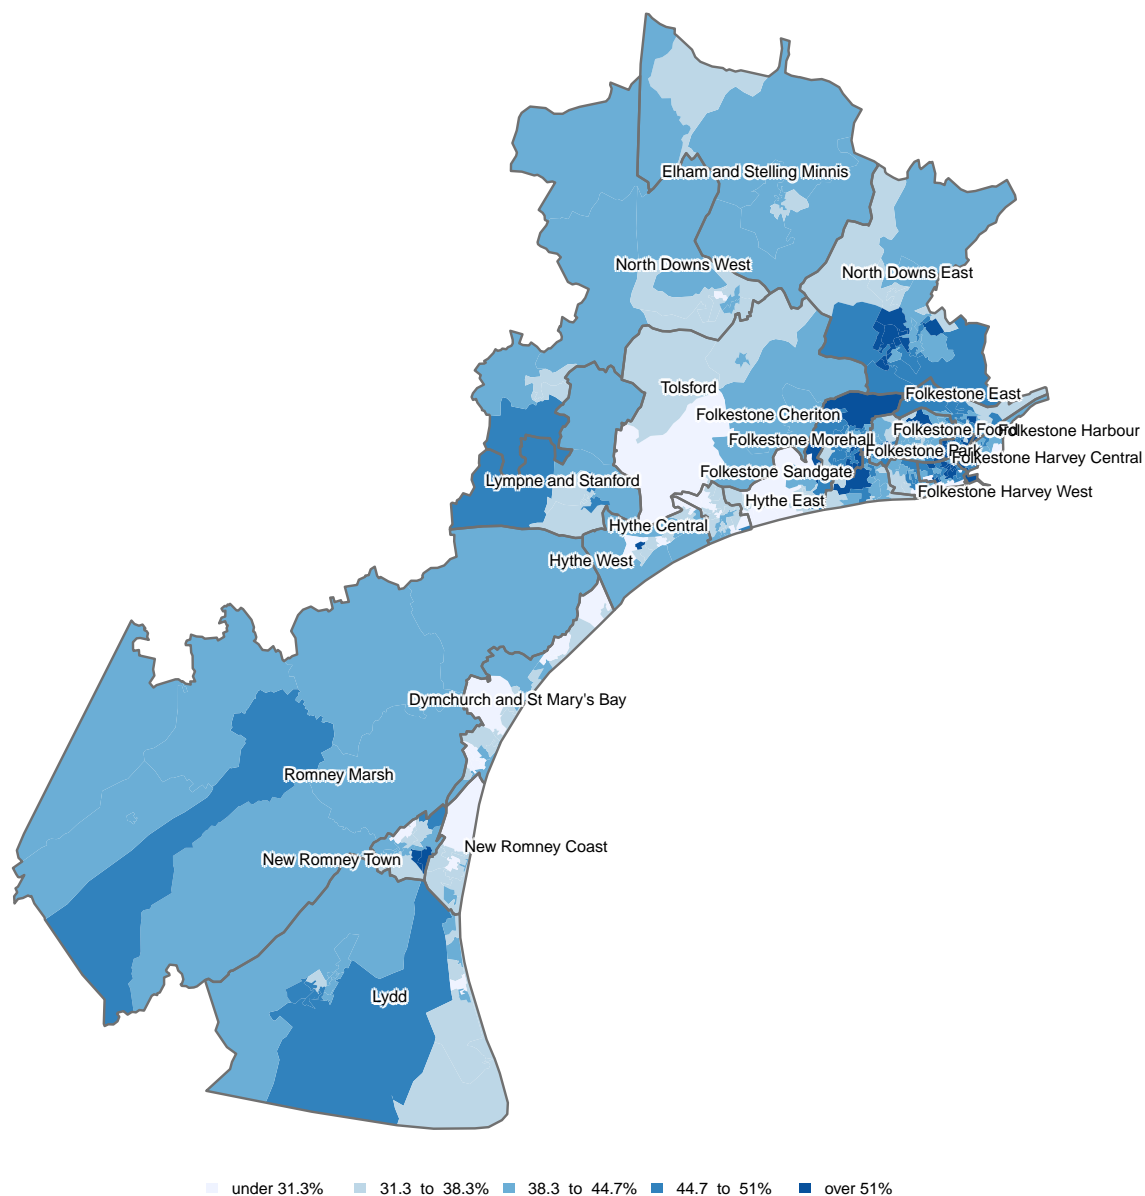 Elham and Stelling Minnis
North Downs West
North Downs East
Tolsford
Folkestone East
Folkestone Cheriton
Folkestone Foord
Folkestone Harbour
Folkestone Morehall
Folkestone Park
Folkestone Harvey Central
Folkestone Sandgate
Lympne and Stanford
Folkestone Harvey West
Hythe East
Hythe Central
Hythe West
Dymchurch and St Mary's Bay
Romney Marsh
New Romney Coast
New Romney Town
Lydd
under 31.3% 31.3 to 38.3% 38.3 to 44.7% 44.7 to 51% over 51%